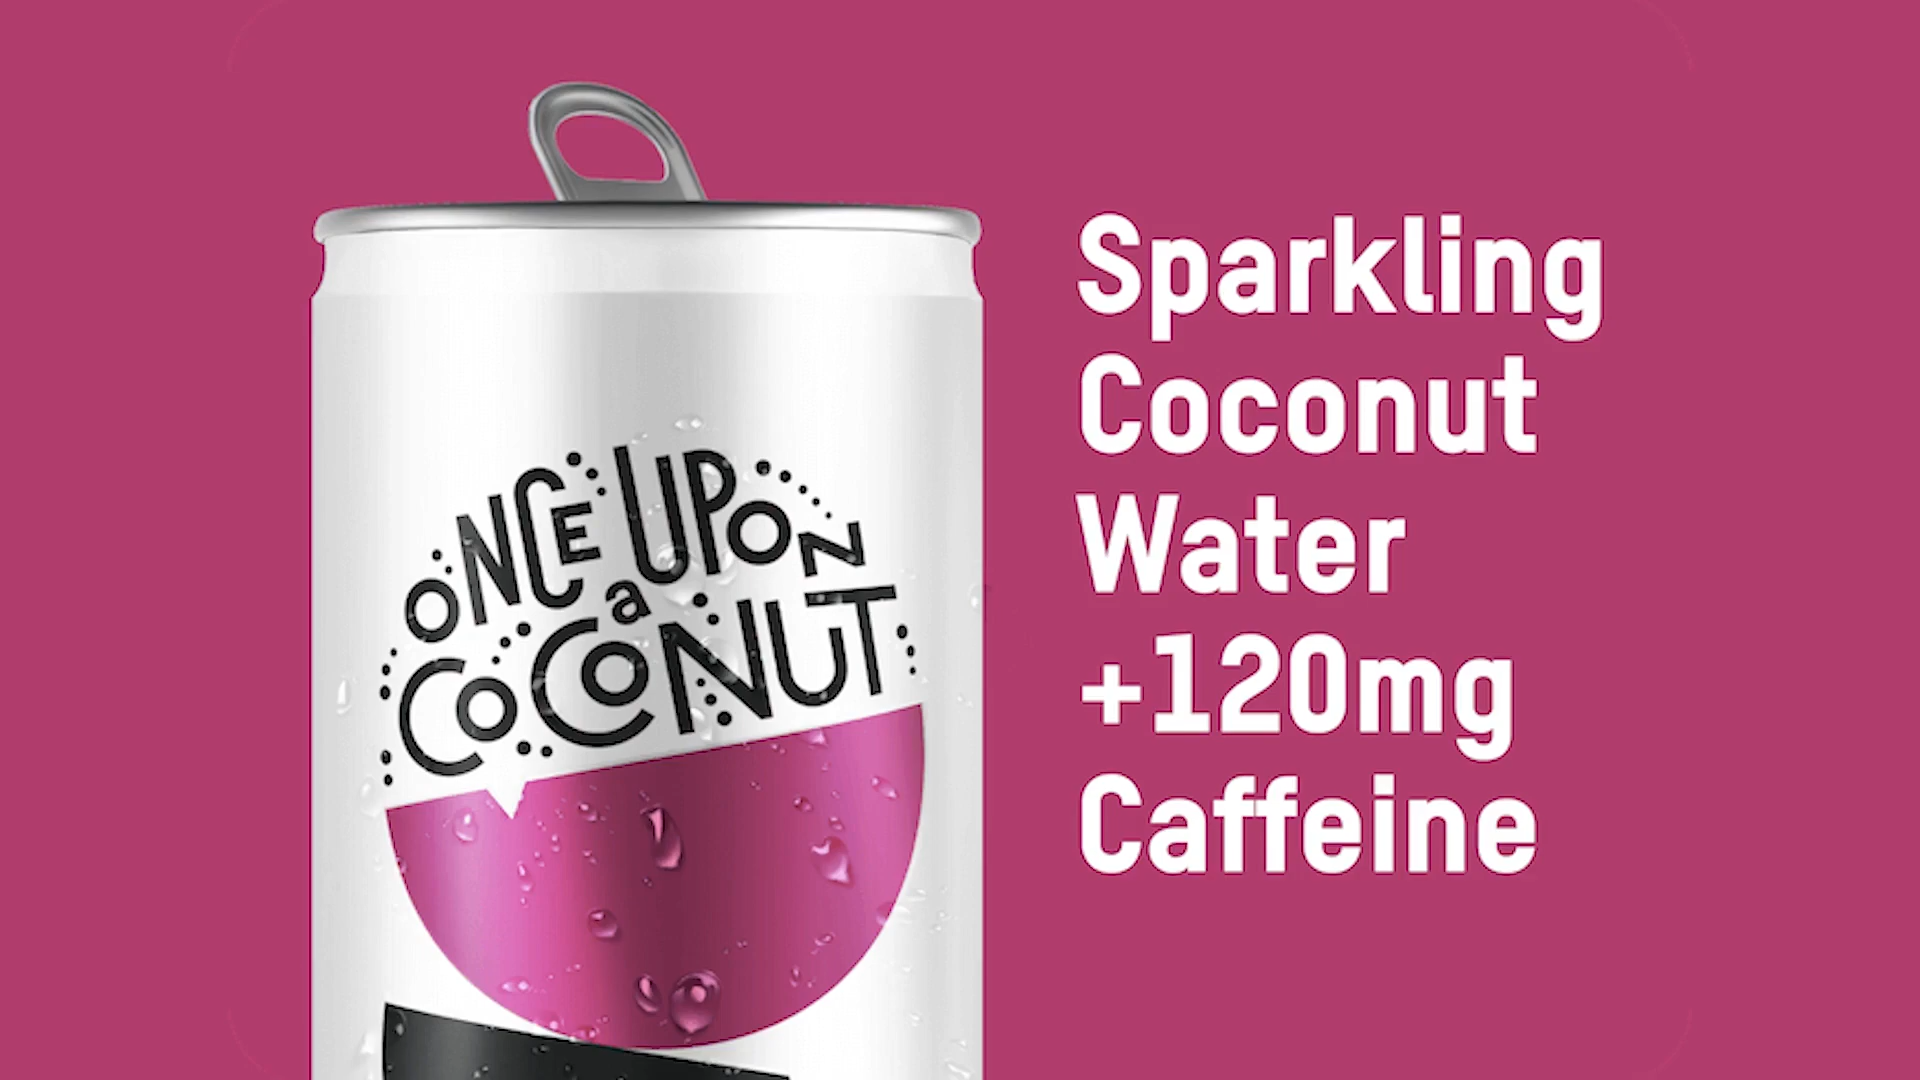 ONCE UPON
a
COCONUT
Sparkling
Coconut
Water
+120mg
Caffeine